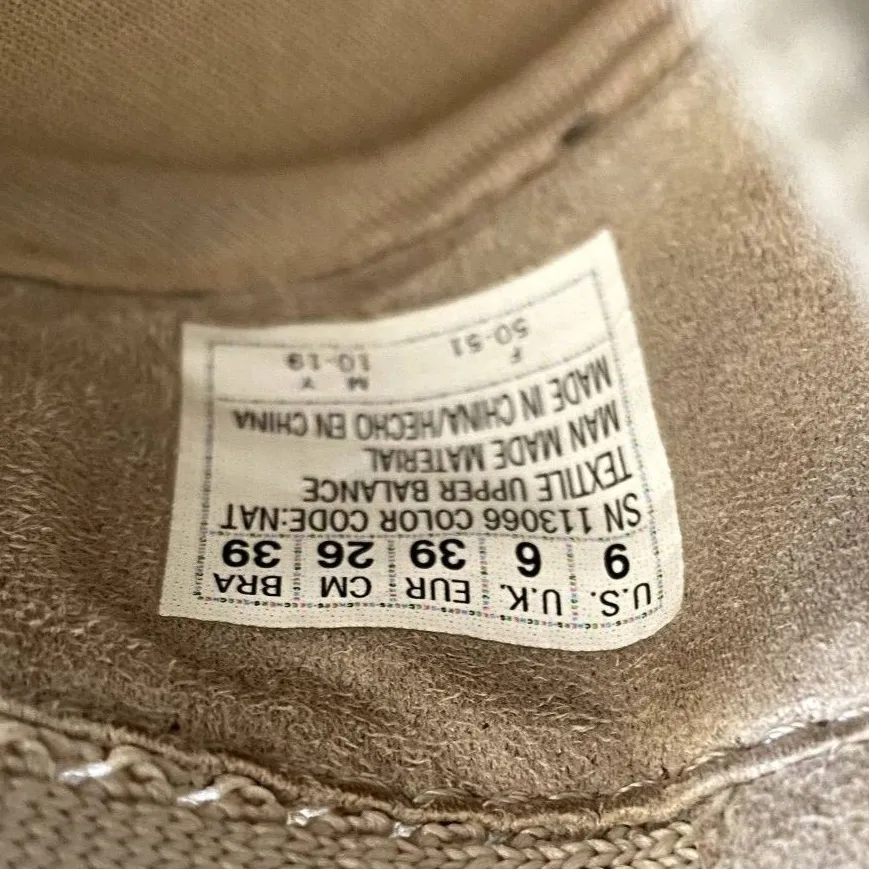 U.S. U.K. EUR CM BRA
9 6 39 26 39
SN 113066 COLOR CODE:NAT
TEXTILE UPPER BALANCE
MAN MADE MATERIAL
MADE IN CHINA/HECHO EN CHINA
F M Y
50-51 10-19